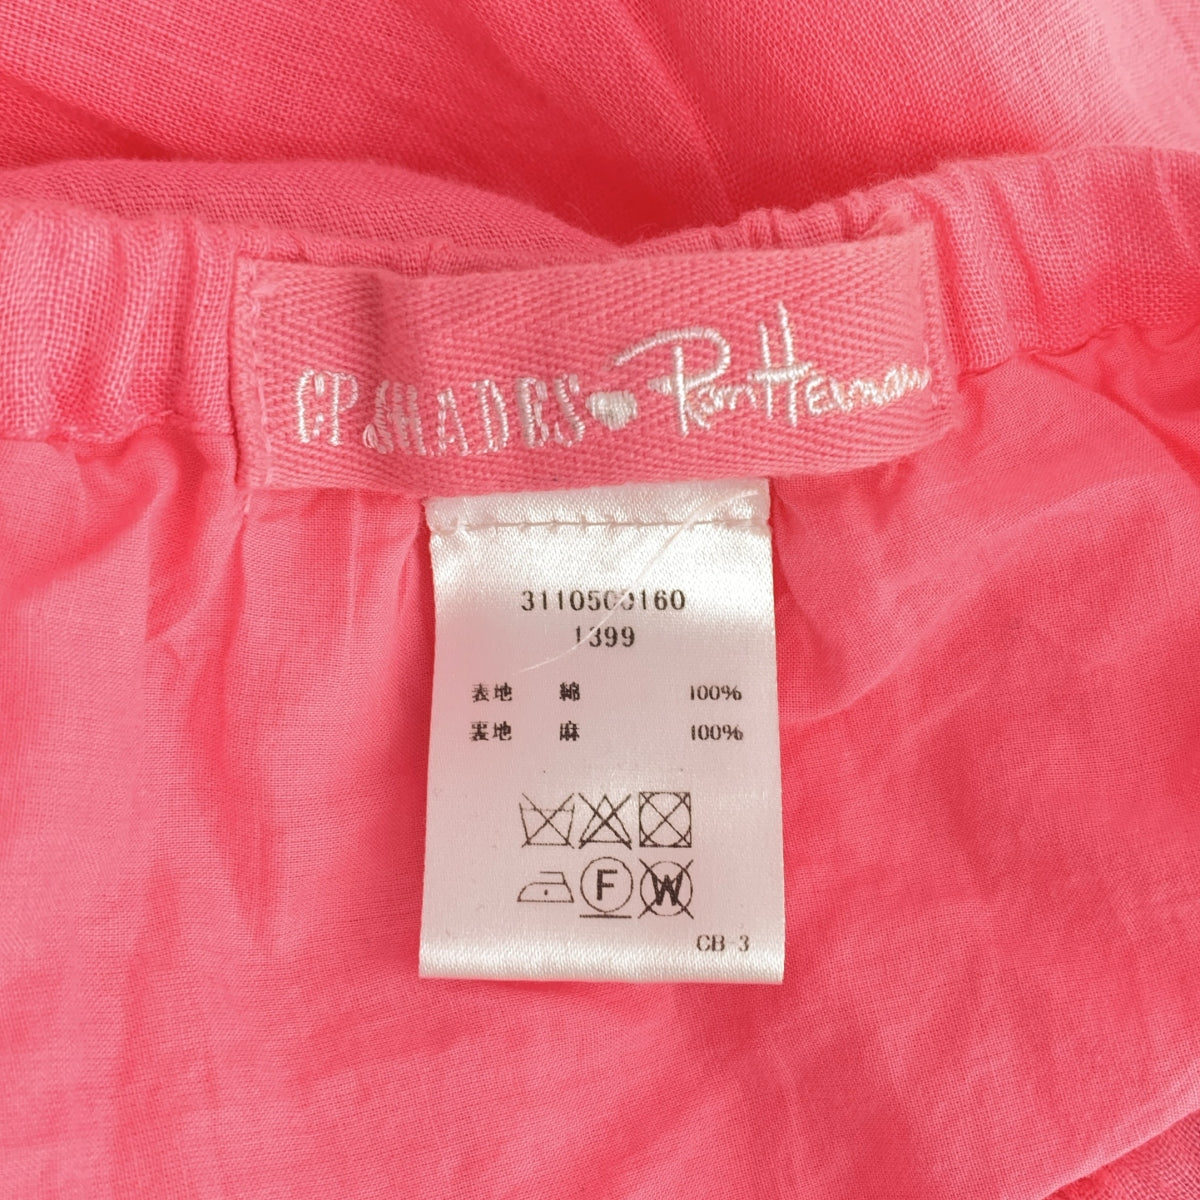 CP SHADES♥Ron Herman
3110500160
1399
表地 綿 100%
裏地 麻 100%
F W
CB-3